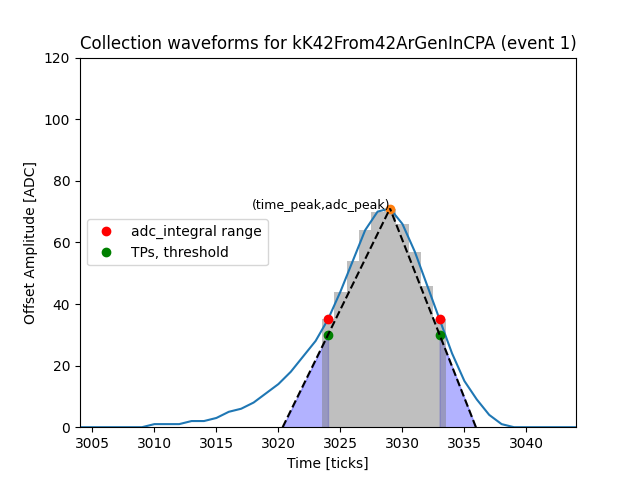 Collection waveforms for kK42From42ArGenInCPA (event 1)
120
100
80
60
40
20
0
Offset Amplitude [ADC]
(time_peak,adc_peak)
adc_integral range
TPs, threshold
3005 3010 3015 3020 3025 3030 3035 3040
Time [ticks]